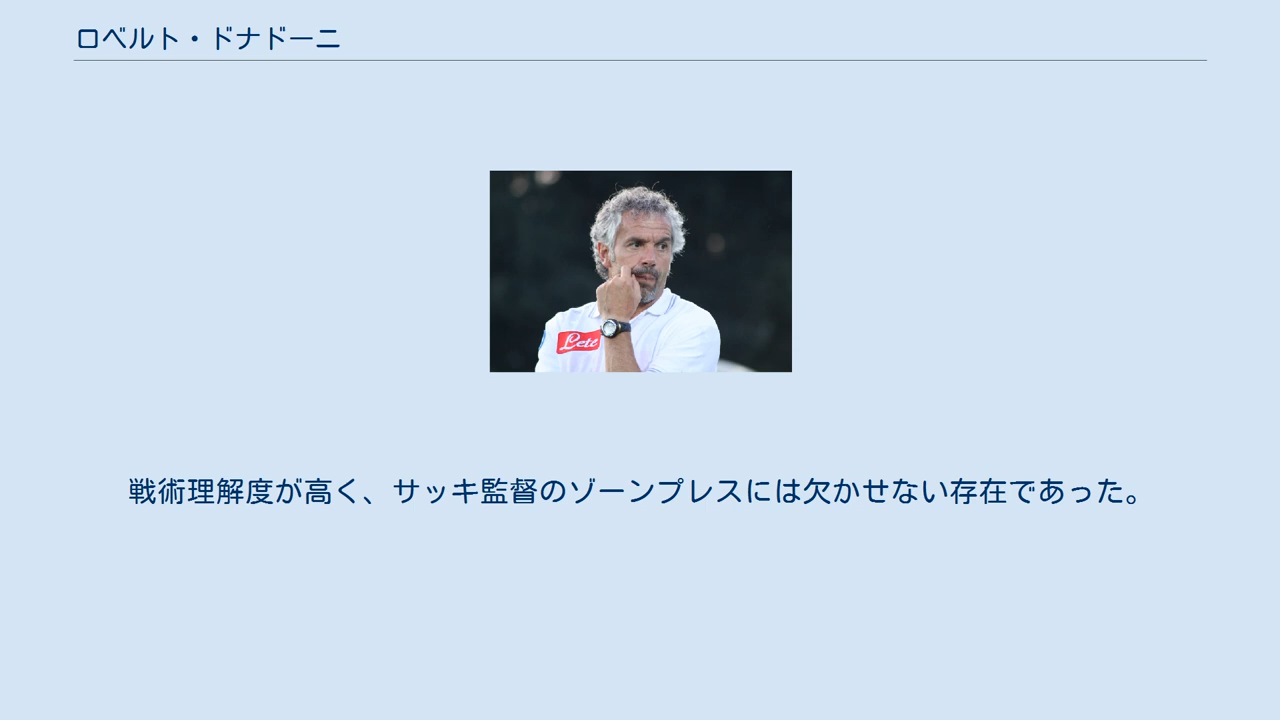 ロベルト・ドナドーニ
Lete
戦術理解度が高く、サッキ監督のゾーンプレスには欠かせない存在であった。